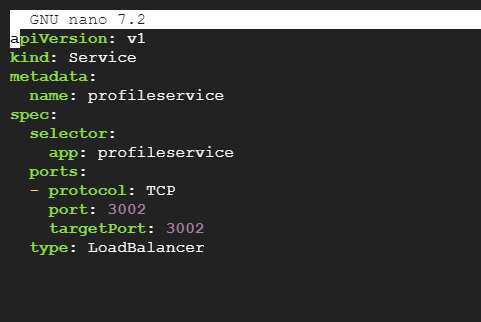 GNU nano 7.2
apiVersion: v1
kind: Service
metadata:
  name: profileservice
spec:
  selector:
    app: profileservice
  ports:
  - protocol: TCP
    port: 3002
    targetPort: 3002
  type: LoadBalancer